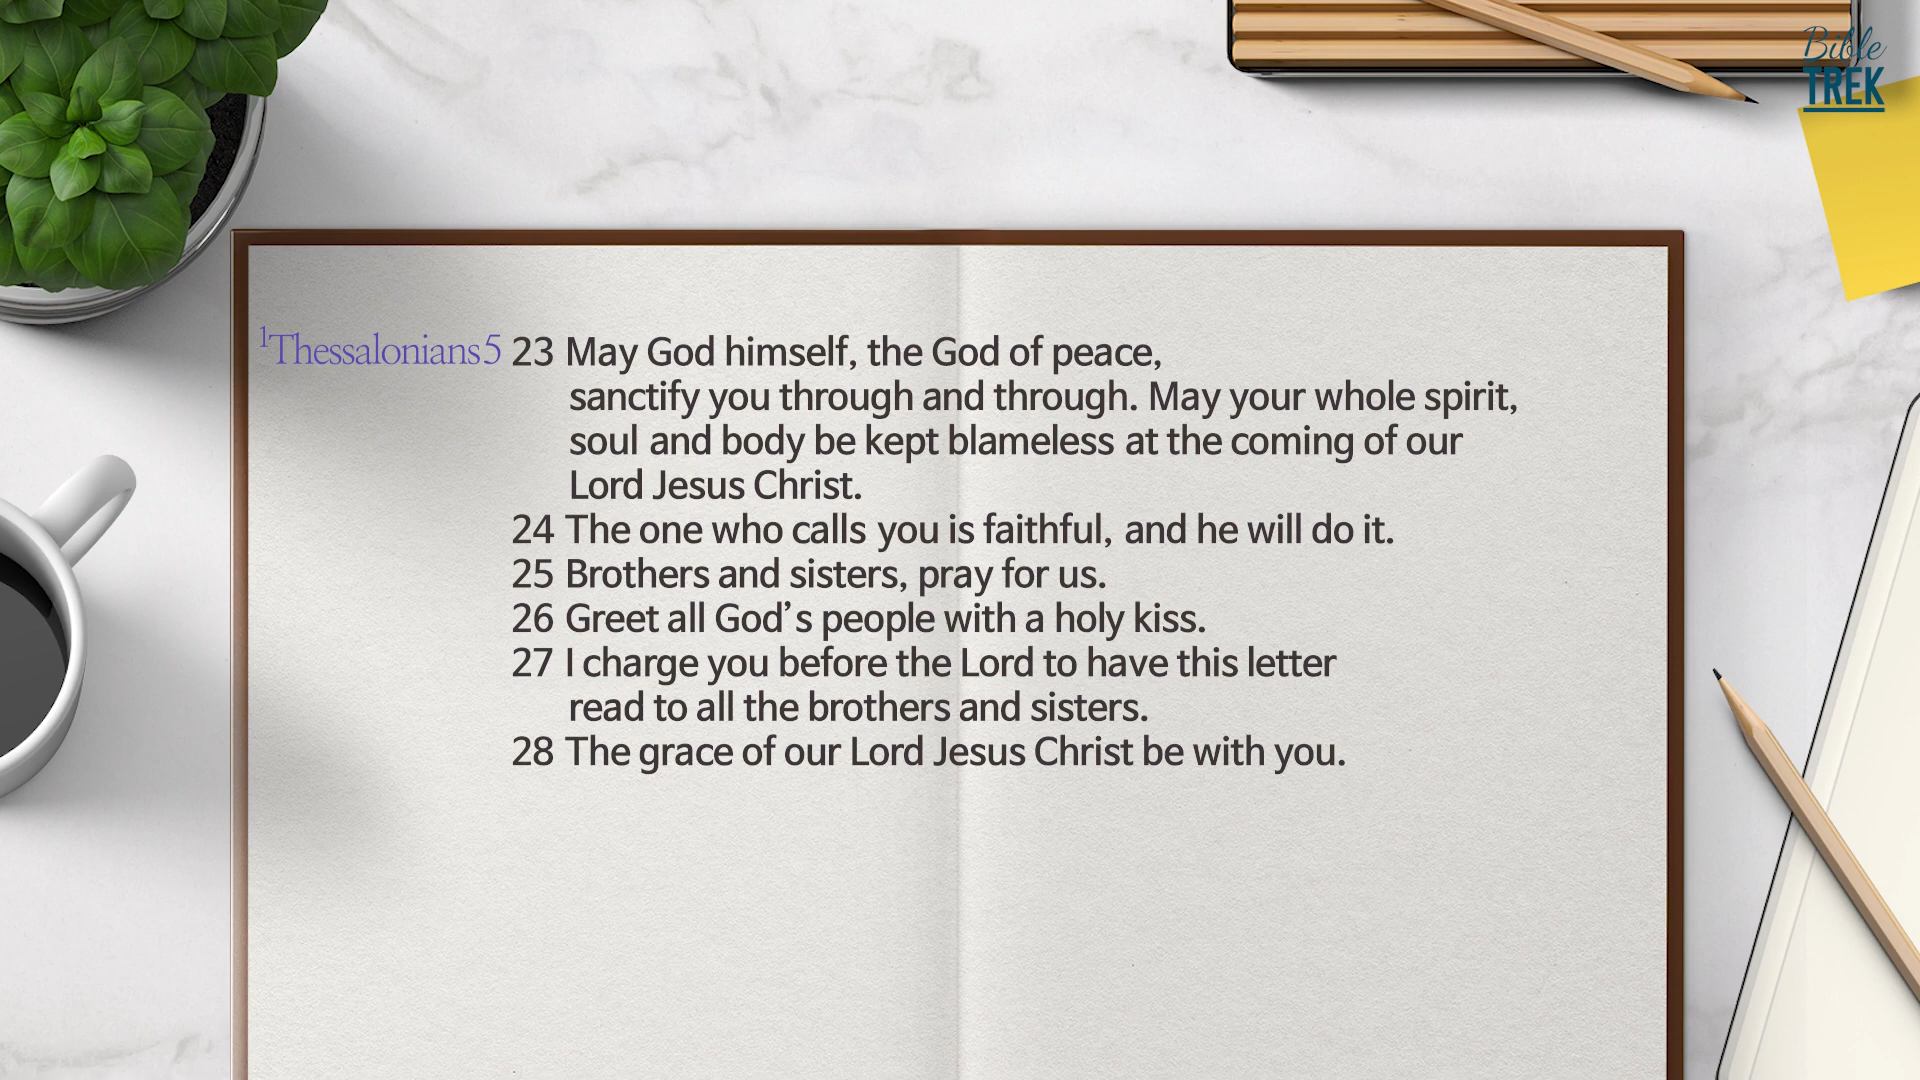 Bible
TREK
1Thessalonians5 23 May God himself, the God of peace,
sanctify you through and through. May your whole spirit,
soul and body be kept blameless at the coming of our
Lord Jesus Christ.
24 The one who calls you is faithful, and he will do it.
25 Brothers and sisters, pray for us.
26 Greet all God’s people with a holy kiss.
27 I charge you before the Lord to have this letter
read to all the brothers and sisters.
28 The grace of our Lord Jesus Christ be with you.